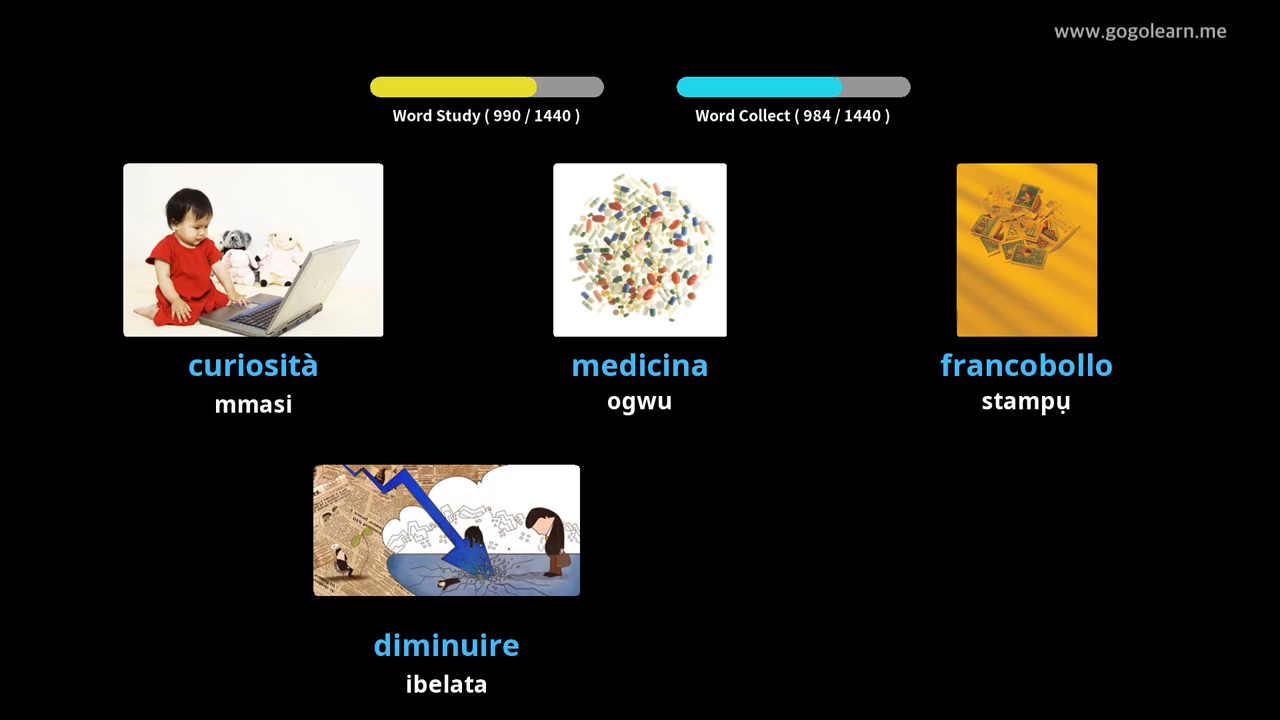 www.gogolearn.me
Word Study ( 990 / 1440 )
Word Collect ( 984 / 1440 )
curiosità
mmasi
medicina
ogwu
francobollo
stampụ
diminuire
ibelata